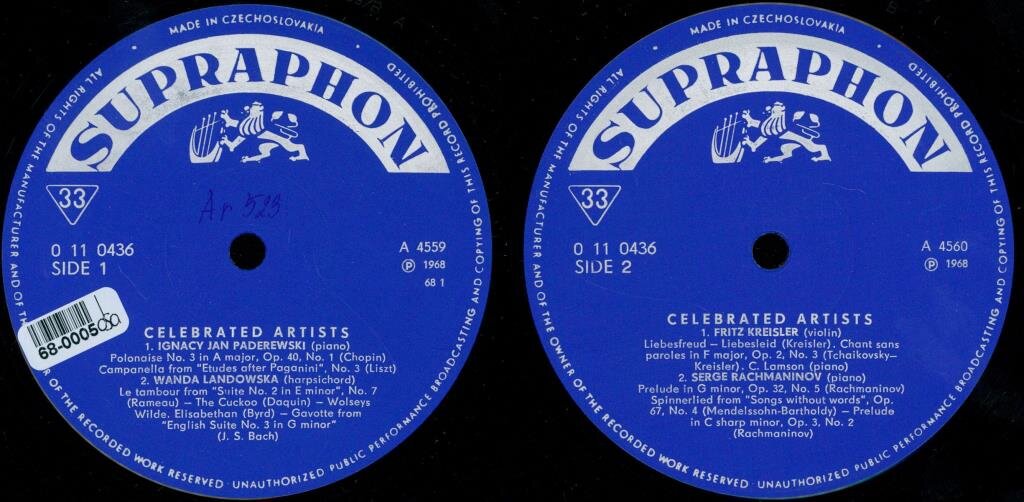 MADE IN CZECHOSLOVAKIA
ALL RIGHTS OF THE MANUFACTURER AND OF THE OWNER OF THE RECORDED WORK RESERVED · UNAUTHORIZED PUBLIC PERFORMANCE BROADCASTING AND COPYING OF THIS RECORD PROHIBITED
SUPRAPHON
33
Ar 523
0 11 0436
SIDE 1
A 4559
℗ 1968
68 1
68-0005
CELEBRATED ARTISTS
1. IGNACY JAN PADEREWSKI (piano)
Polonaise No. 3 in A major, Op. 40, No. 1 (Chopin)
Campanella from "Etudes after Paganini", No. 3 (Liszt)
2. WANDA LANDOWSKA (harpsichord)
Le tambour from "Suite No. 2 in E minor", No. 7
(Rameau) — The Cuckoo (Daquin) — Wolseys
Wilde. Elisabethan (Byrd) — Gavotte from
"English Suite No. 3 in G minor"
(J. S. Bach)
MADE IN CZECHOSLOVAKIA
ALL RIGHTS OF THE MANUFACTURER AND OF THE OWNER OF THE RECORDED WORK RESERVED · UNAUTHORIZED PUBLIC PERFORMANCE BROADCASTING AND COPYING OF THIS RECORD PROHIBITED
SUPRAPHON
33
0 11 0436
SIDE 2
A 4560
℗ 1968
CELEBRATED ARTISTS
1. FRITZ KREISLER (violin)
Liebesfreud — Liebesleid (Kreisler). Chant sans
paroles in F major, Op. 2, No. 3 (Tchaikovsky—
Kreisler). C. Lamson (piano)
2. SERGE RACHMANINOV (piano)
Prelude in G minor, Op. 32, No. 5 (Rachmaninov)
Spinnerlied from "Songs without words", Op.
67, No. 4 (Mendelssohn-Bartholdy) — Prelude
in C sharp minor, Op. 3, No. 2
(Rachmaninov)